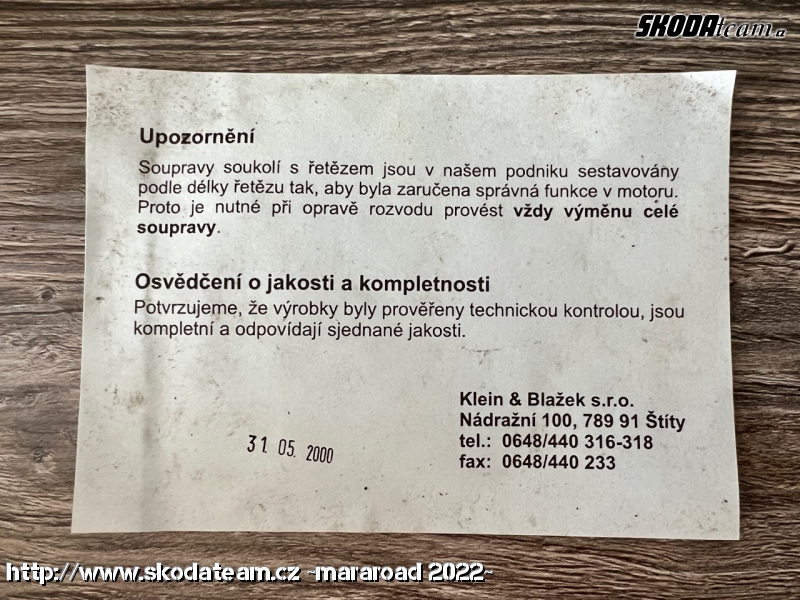 SKODAteam.cz
Upozornění
Soupravy soukolí s řetězem jsou v našem podniku sestavovány
podle délky řetězu tak, aby byla zaručena správná funkce v motoru.
Proto je nutné při opravě rozvodu provést vždy výměnu celé
soupravy.
Osvědčení o jakosti a kompletnosti
Potvrzujeme, že výrobky byly prověřeny technickou kontrolou, jsou
kompletní a odpovídají sjednané jakosti.
Klein & Blažek s.r.o.
Nádražní 100, 789 91 Štíty
tel.: 0648/440 316-318
fax: 0648/440 233
31. 05. 2000
http://www.skodateam.cz ~mararoad 2022~